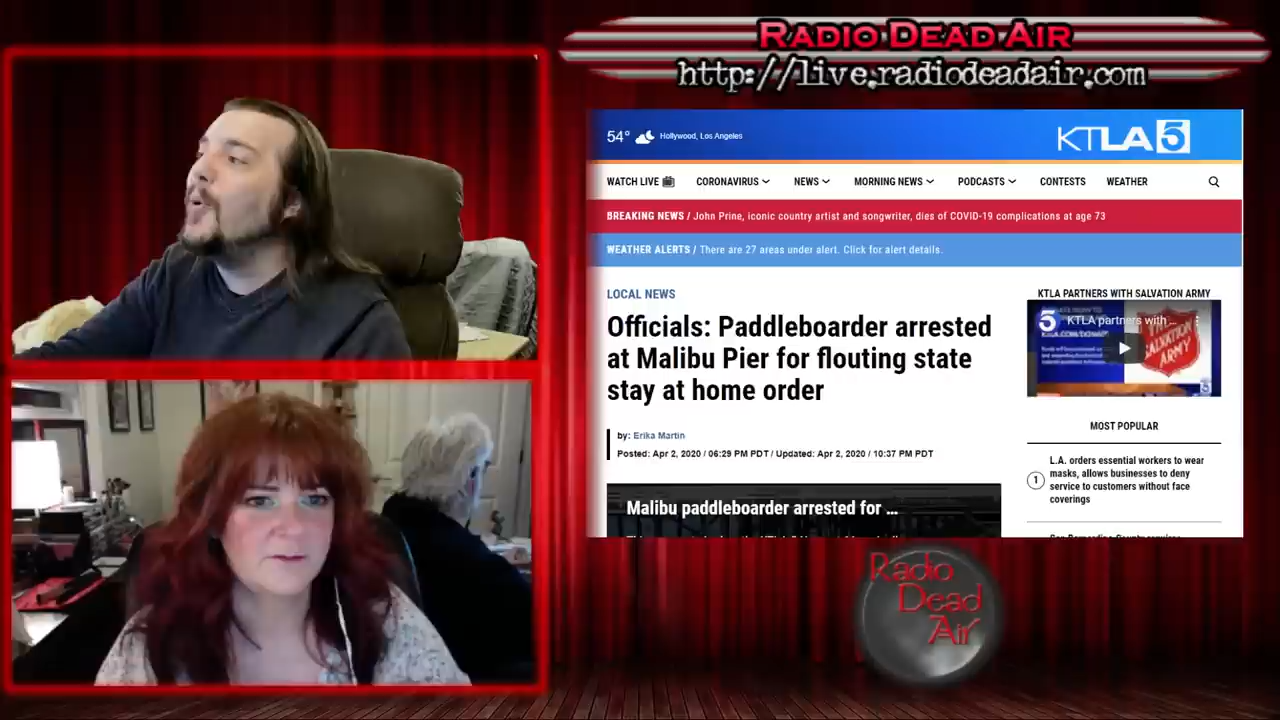 RADIO DEAD AIR
http://live.radiodeadair.com
54° Hollywood, Los Angeles
KTLA 5
WATCH LIVE CORONAVIRUS NEWS MORNING NEWS PODCASTS CONTESTS WEATHER
BREAKING NEWS / John Prine, iconic country artist and songwriter, dies of COVID-19 complications at age 73
WEATHER ALERTS / There are 27 areas under alert. Click for alert details.
LOCAL NEWS
Officials: Paddleboarder arrested
at Malibu Pier for flouting state
stay at home order
by: Erika Martin
Posted: Apr 2, 2020 / 06:29 PM PDT / Updated: Apr 2, 2020 / 10:37 PM PDT
Malibu paddleboarder arrested for ...
KTLA PARTNERS WITH SALVATION ARMY
5 KTLA partners with ...
SALVATION
ARMY
MOST POPULAR
1
L.A. orders essential workers to wear
masks, allows businesses to deny
service to customers without face
coverings
Radio
Dead
Air